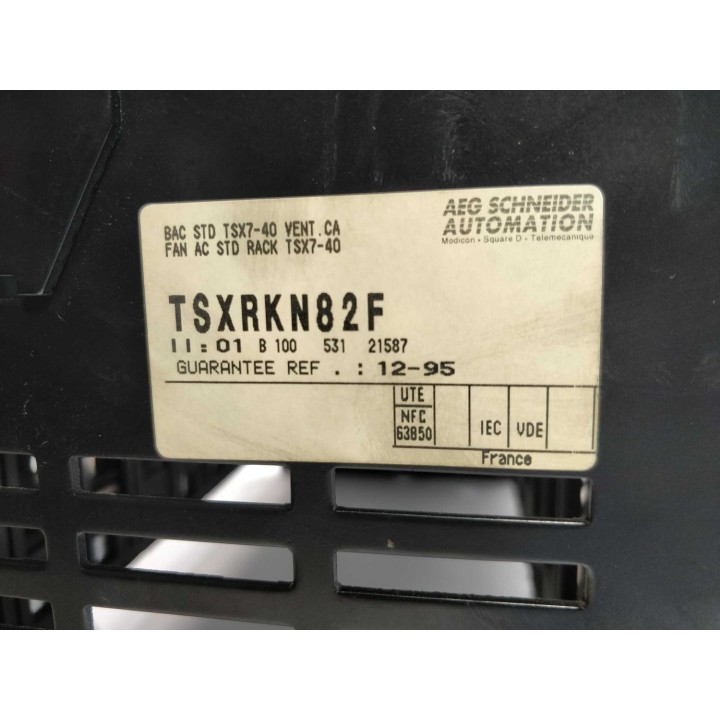 BAC STD TSX7-40 VENT.CA
FAN AC STD RACK TSX7-40
AEG SCHNEIDER
AUTOMATION
Modicon - Square D - Telemecanique
TSXRKN82F
II:01 B 100 531 21587
GUARANTEE REF .: 12-95
UTE
NFC
63850
IEC
VDE
France